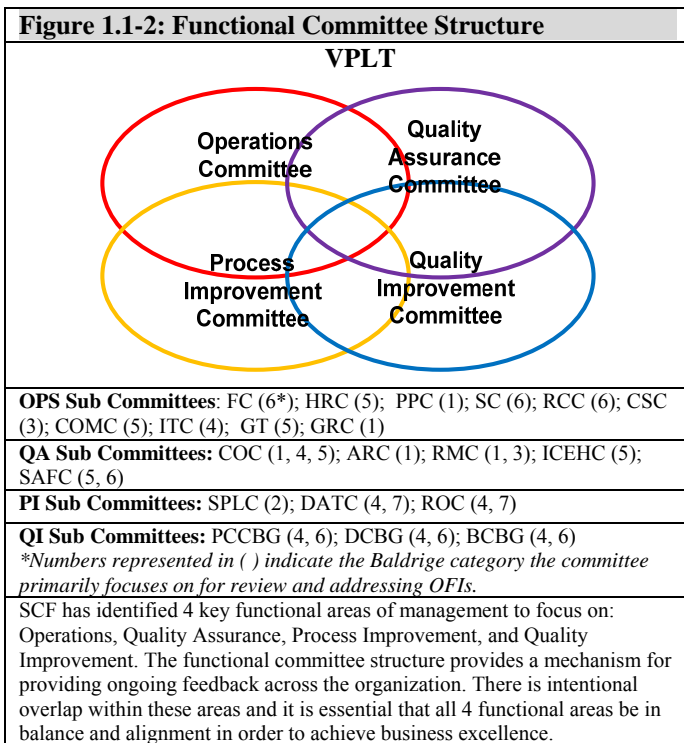 Figure 1.1-2: Functional Committee Structure
VPLT
Operations
Committee
Quality
Assurance
Committee
Process
Improvement
Committee
Quality
Improvement
Committee
OPS Sub Committees: FC (6*); HRC (5); PPC (1); SC (6); RCC (6); CSC
(3); COMC (5); ITC (4); GT (5); GRC (1)
QA Sub Committees: COC (1, 4, 5); ARC (1); RMC (1, 3); ICEHC (5);
SAFC (5, 6)
PI Sub Committees: SPLC (2); DATC (4, 7); ROC (4, 7)
QI Sub Committees: PCCBG (4, 6); DCBG (4, 6); BCBG (4, 6)
*Numbers represented in ( ) indicate the Baldrige category the committee
primarily focuses on for review and addressing OFIs.
SCF has identified 4 key functional areas of management to focus on:
Operations, Quality Assurance, Process Improvement, and Quality
Improvement. The functional committee structure provides a mechanism for
providing ongoing feedback across the organization. There is intentional
overlap within these areas and it is essential that all 4 functional areas be in
balance and alignment in order to achieve business excellence.